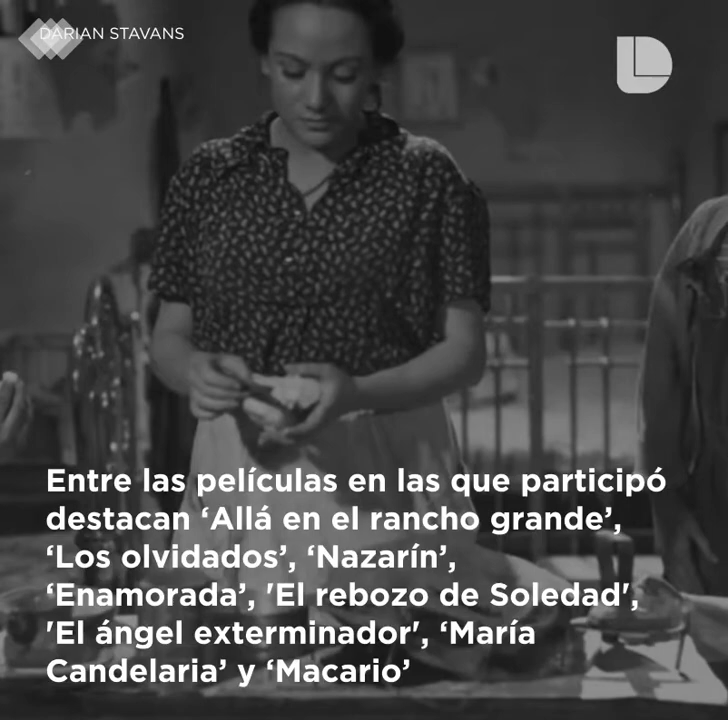 DARIAN STAVANS
Entre las películas en las que participó
destacan ‘Allá en el rancho grande’,
‘Los olvidados’, ‘Nazarín’,
‘Enamorada’, 'El rebozo de Soledad',
'El ángel exterminador', ‘María
Candelaria’ y ‘Macario’